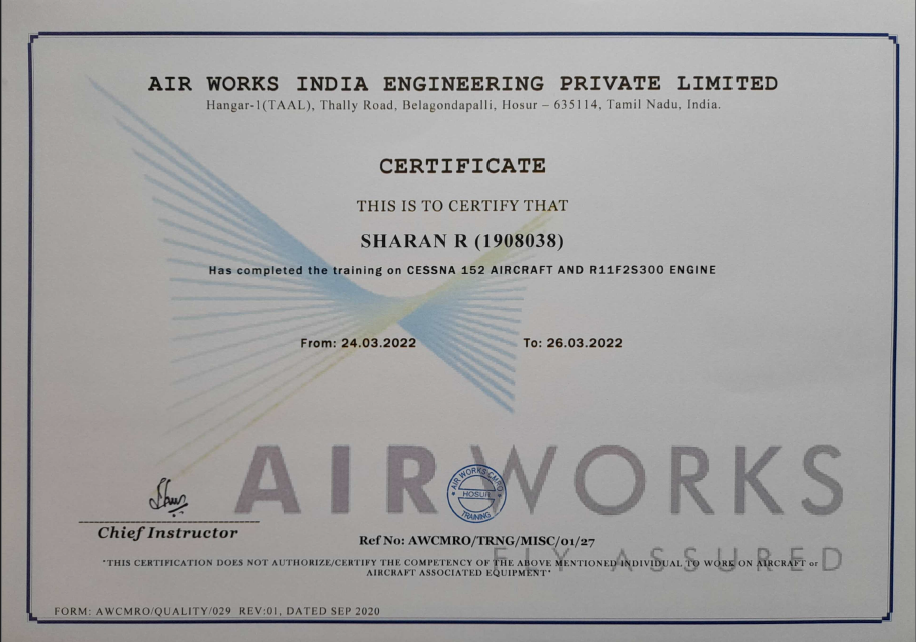 AIR WORKS INDIA ENGINEERING PRIVATE LIMITED
Hangar-1(TAAL), Thally Road, Belagondapalli, Hosur – 635114, Tamil Nadu, India.
CERTIFICATE
THIS IS TO CERTIFY THAT
SHARAN R (1908038)
Has completed the training on CESSNA 152 AIRCRAFT AND R11F2S300 ENGINE
From: 24.03.2022 To: 26.03.2022
AIRWORKS
AIR WORKS CMRO
HOSUR
TRAINING
Chief Instructor
Ref No: AWCMRO/TRNG/MISC/01/27
FLY ASSURED
"THIS CERTIFICATION DOES NOT AUTHORIZE/CERTIFY THE COMPETENCY OF THE ABOVE MENTIONED INDIVIDUAL TO WORK ON AIRCRAFT or
AIRCRAFT ASSOCIATED EQUIPMENT"
FORM: AWCMRO/QUALITY/029 REV:01, DATED SEP 2020